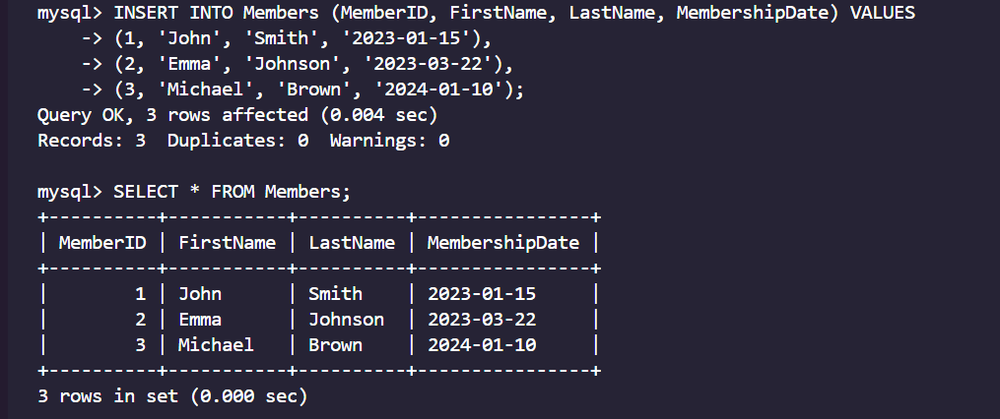 mysql> INSERT INTO Members (MemberID, FirstName, LastName, MembershipDate) VALUES
    -> (1, 'John', 'Smith', '2023-01-15'),
    -> (2, 'Emma', 'Johnson', '2023-03-22'),
    -> (3, 'Michael', 'Brown', '2024-01-10');
Query OK, 3 rows affected (0.004 sec)
Records: 3  Duplicates: 0  Warnings: 0

mysql> SELECT * FROM Members;
+----------+-----------+----------+----------------+
| MemberID | FirstName | LastName | MembershipDate |
+----------+-----------+----------+----------------+
|        1 | John      | Smith    | 2023-01-15     |
|        2 | Emma      | Johnson  | 2023-03-22     |
|        3 | Michael   | Brown    | 2024-01-10     |
+----------+-----------+----------+----------------+
3 rows in set (0.000 sec)